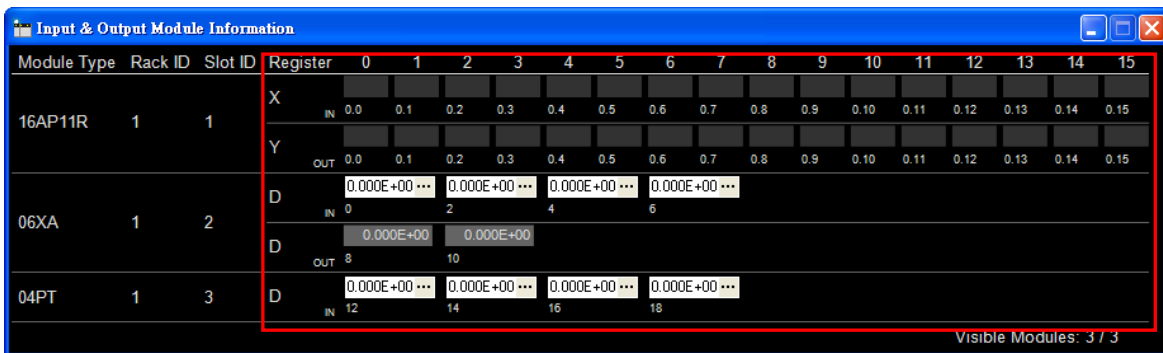 Input & Output Module Information
Module Type Rack ID Slot ID Register 0 1 2 3 4 5 6 7 8 9 10 11 12 13 14 15
16AP11R 1 1
X IN 0.0 0.1 0.2 0.3 0.4 0.5 0.6 0.7 0.8 0.9 0.10 0.11 0.12 0.13 0.14 0.15
Y OUT 0.0 0.1 0.2 0.3 0.4 0.5 0.6 0.7 0.8 0.9 0.10 0.11 0.12 0.13 0.14 0.15
06XA 1 2
D 0.000E+00 ... 0.000E+00 ... 0.000E+00 ... 0.000E+00 ...
IN 0 2 4 6
D 0.000E+00 0.000E+00
OUT 8 10
04PT 1 3
D 0.000E+00 ... 0.000E+00 ... 0.000E+00 ... 0.000E+00 ...
IN 12 14 16 18
Visible Modules: 3 / 3